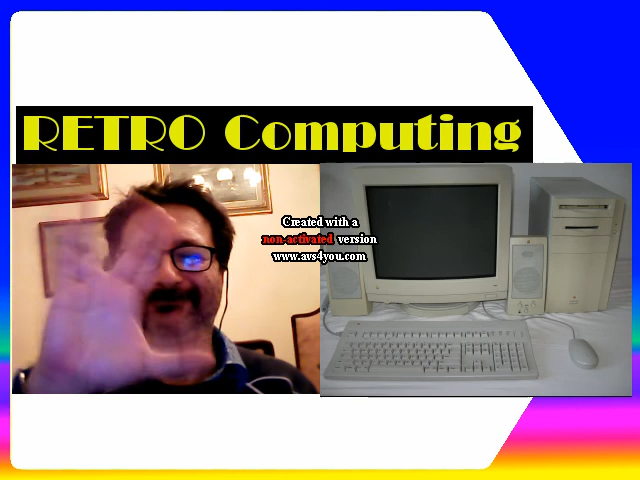 RETRO Computing
Created with a
non-activated version
www.avs4you.com